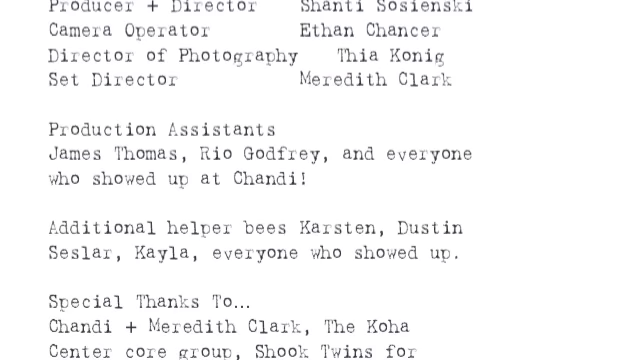 Producer + Director Shanti Sosienski
Camera Operator Ethan Chancer
Director of Photography Thia Konig
Set Director Meredith Clark
Production Assistants
James Thomas, Rio Godfrey, and everyone
who showed up at Chandi!
Additional helper bees Karsten, Dustin
Seslar, Kayla, everyone who showed up.
Special Thanks To...
Chandi + Meredith Clark, The Koha
Center core group, Shook Twins for